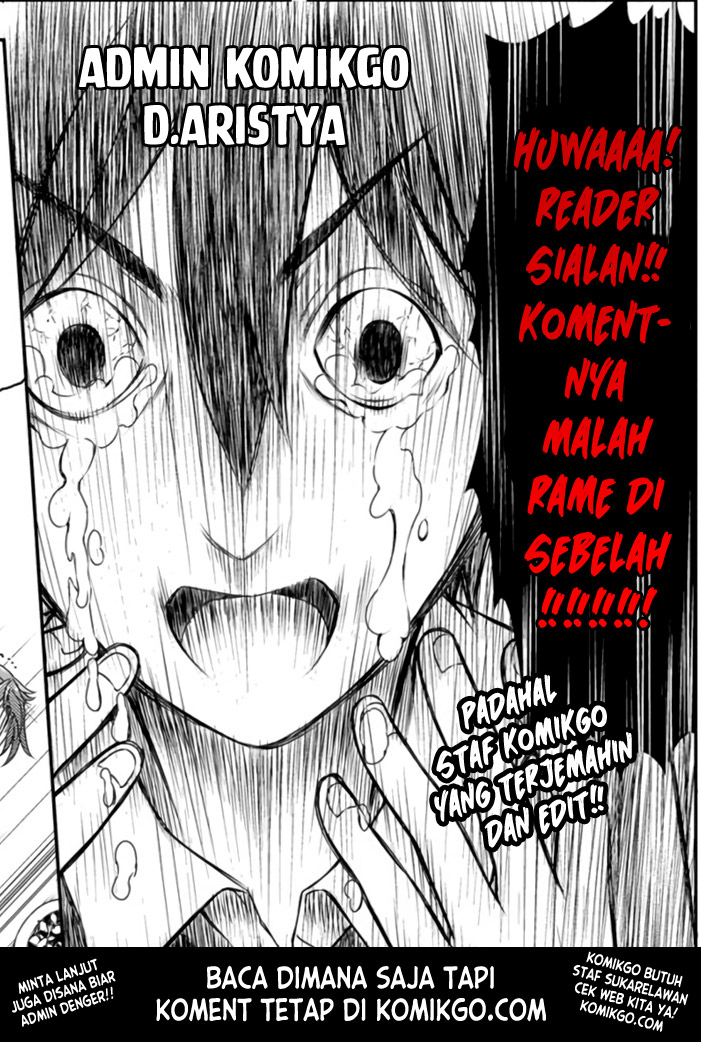 ADMIN KOMIKGO
D.ARISTYA
HUWAAAA!
READER
SIALAN!!
KOMENT-
NYA
MALAH
RAME DI
SEBELAH
!!!!!!!!!
PADAHAL
STAF KOMIKGO
YANG TERJEMAHIN
DAN EDIT!!
MINTA LANJUT
JUGA DISANA BIAR
ADMIN DENGER!!
BACA DIMANA SAJA TAPI
KOMENT TETAP DI KOMIKGO.COM
KOMIKGO BUTUH
STAF SUKARELAWAN
CEK WEB KITA YA!
KOMIKGO.COM